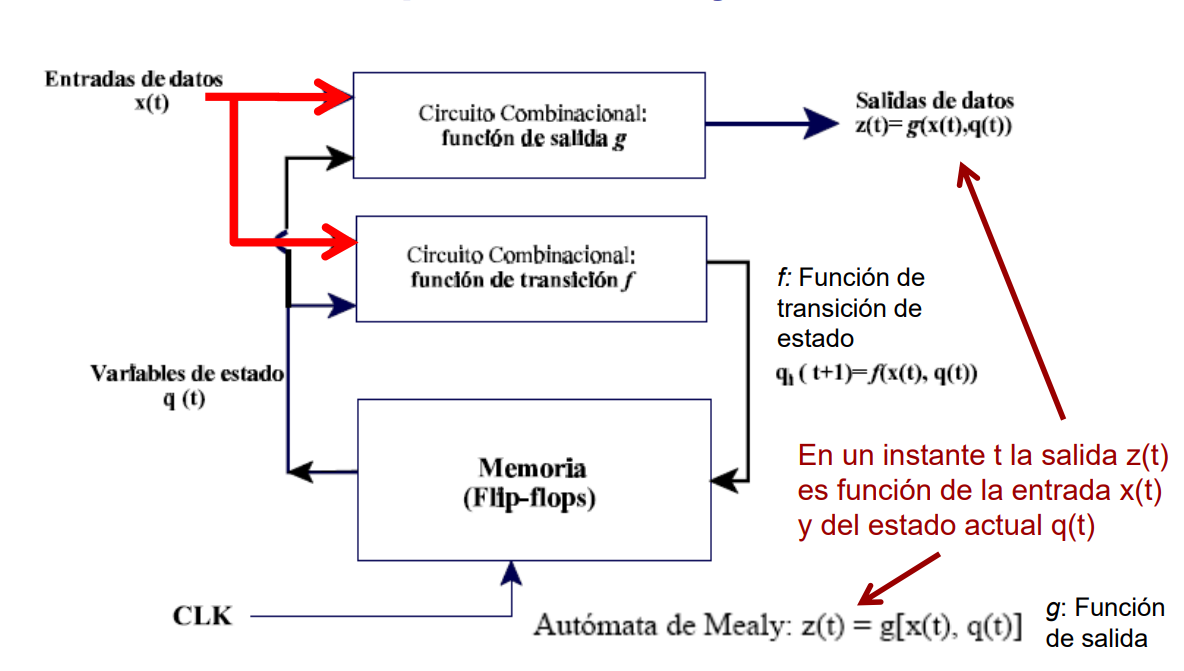 Entradas de datos
x(t)
Circuito Combinacional:
función de salida g
Salidas de datos
z(t)= g(x(t),q(t))
Circuito Combinacional:
función de transición f
f: Función de
transición de
estado
q₁ ( t+1)=f(x(t), q(t))
Variables de estado
q (t)
Memoria
(Flip-flops)
En un instante t la salida z(t)
es función de la entrada x(t)
y del estado actual q(t)
CLK
Autómata de Mealy: z(t) = g[x(t), q(t)]
g: Función
de salida